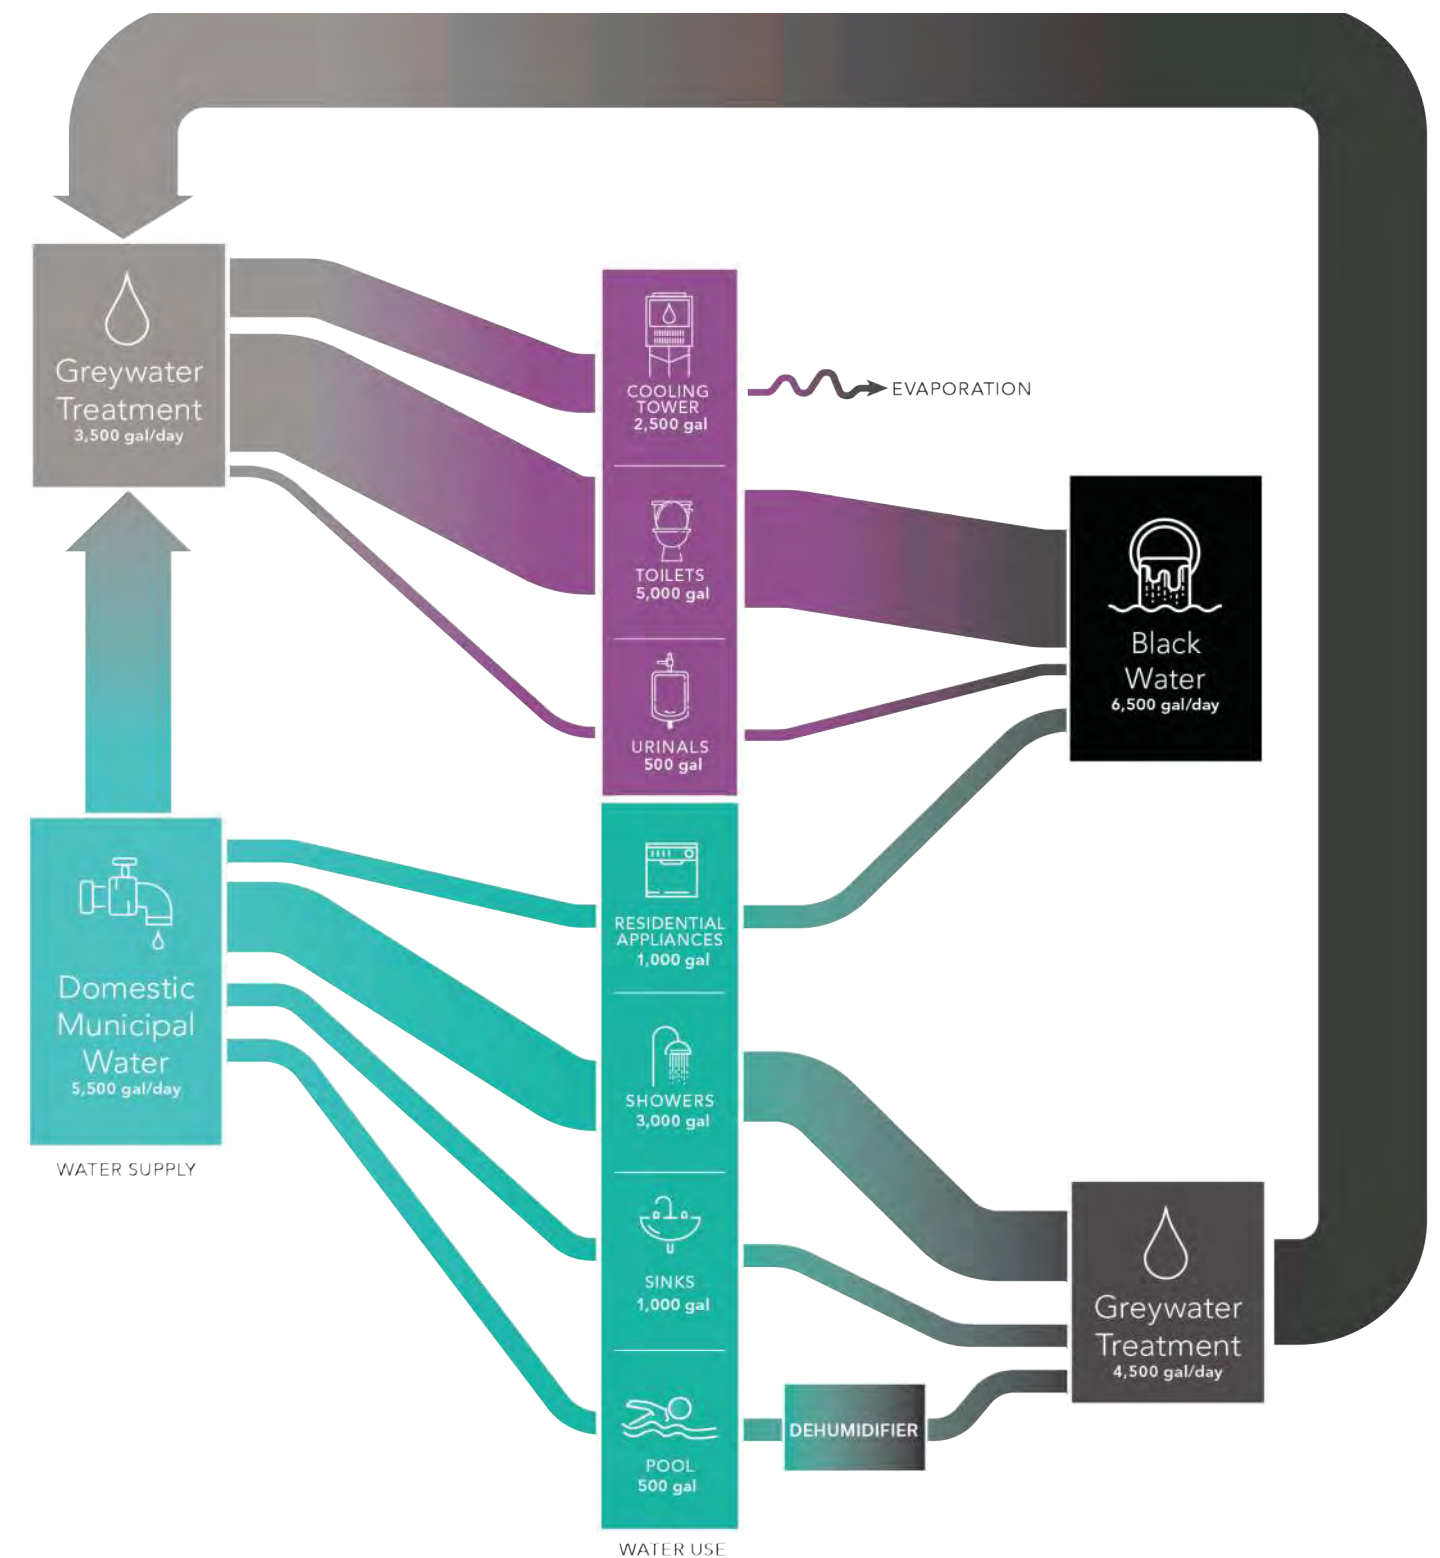 Greywater
Treatment
3,500 gal/day
COOLING
TOWER
2,500 gal
EVAPORATION
TOILETS
5,000 gal
URINALS
500 gal
Black
Water
6,500 gal/day
Domestic
Municipal
Water
5,500 gal/day
WATER SUPPLY
RESIDENTIAL
APPLIANCES
1,000 gal
SHOWERS
3,000 gal
SINKS
1,000 gal
POOL
500 gal
DEHUMIDIFIER
Greywater
Treatment
4,500 gal/day
WATER USE